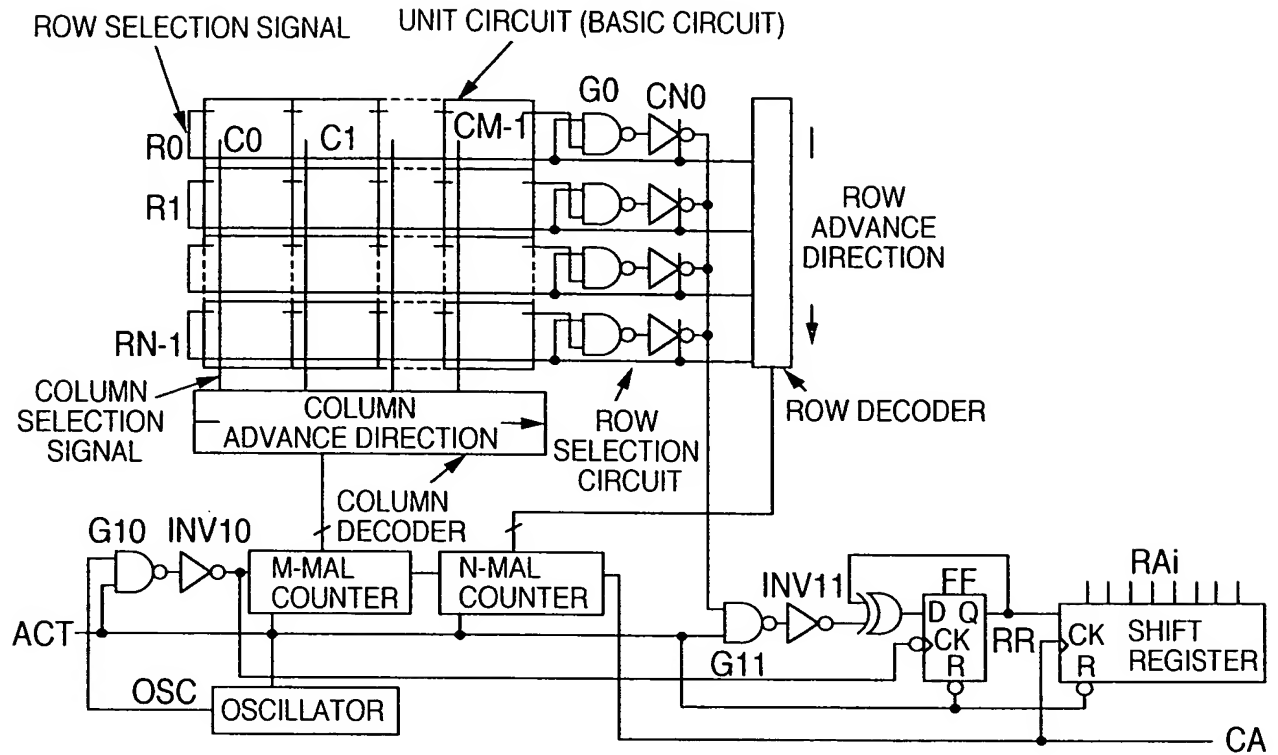 ROW SELECTION SIGNAL
UNIT CIRCUIT (BASIC CIRCUIT)
G0
CN0
R0
C0
C1
CM-1
R1
ROW
ADVANCE
DIRECTION
RN-1
COLUMN
SELECTION
SIGNAL
COLUMN
ADVANCE DIRECTION
ROW
SELECTION
CIRCUIT
ROW DECODER
COLUMN
DECODER
G10
INV10
M-MAL
COUNTER
N-MAL
COUNTER
INV11
FF
RAi
D Q
CK
R
RR
CK
R
SHIFT
REGISTER
ACT
G11
OSC
OSCILLATOR
CA